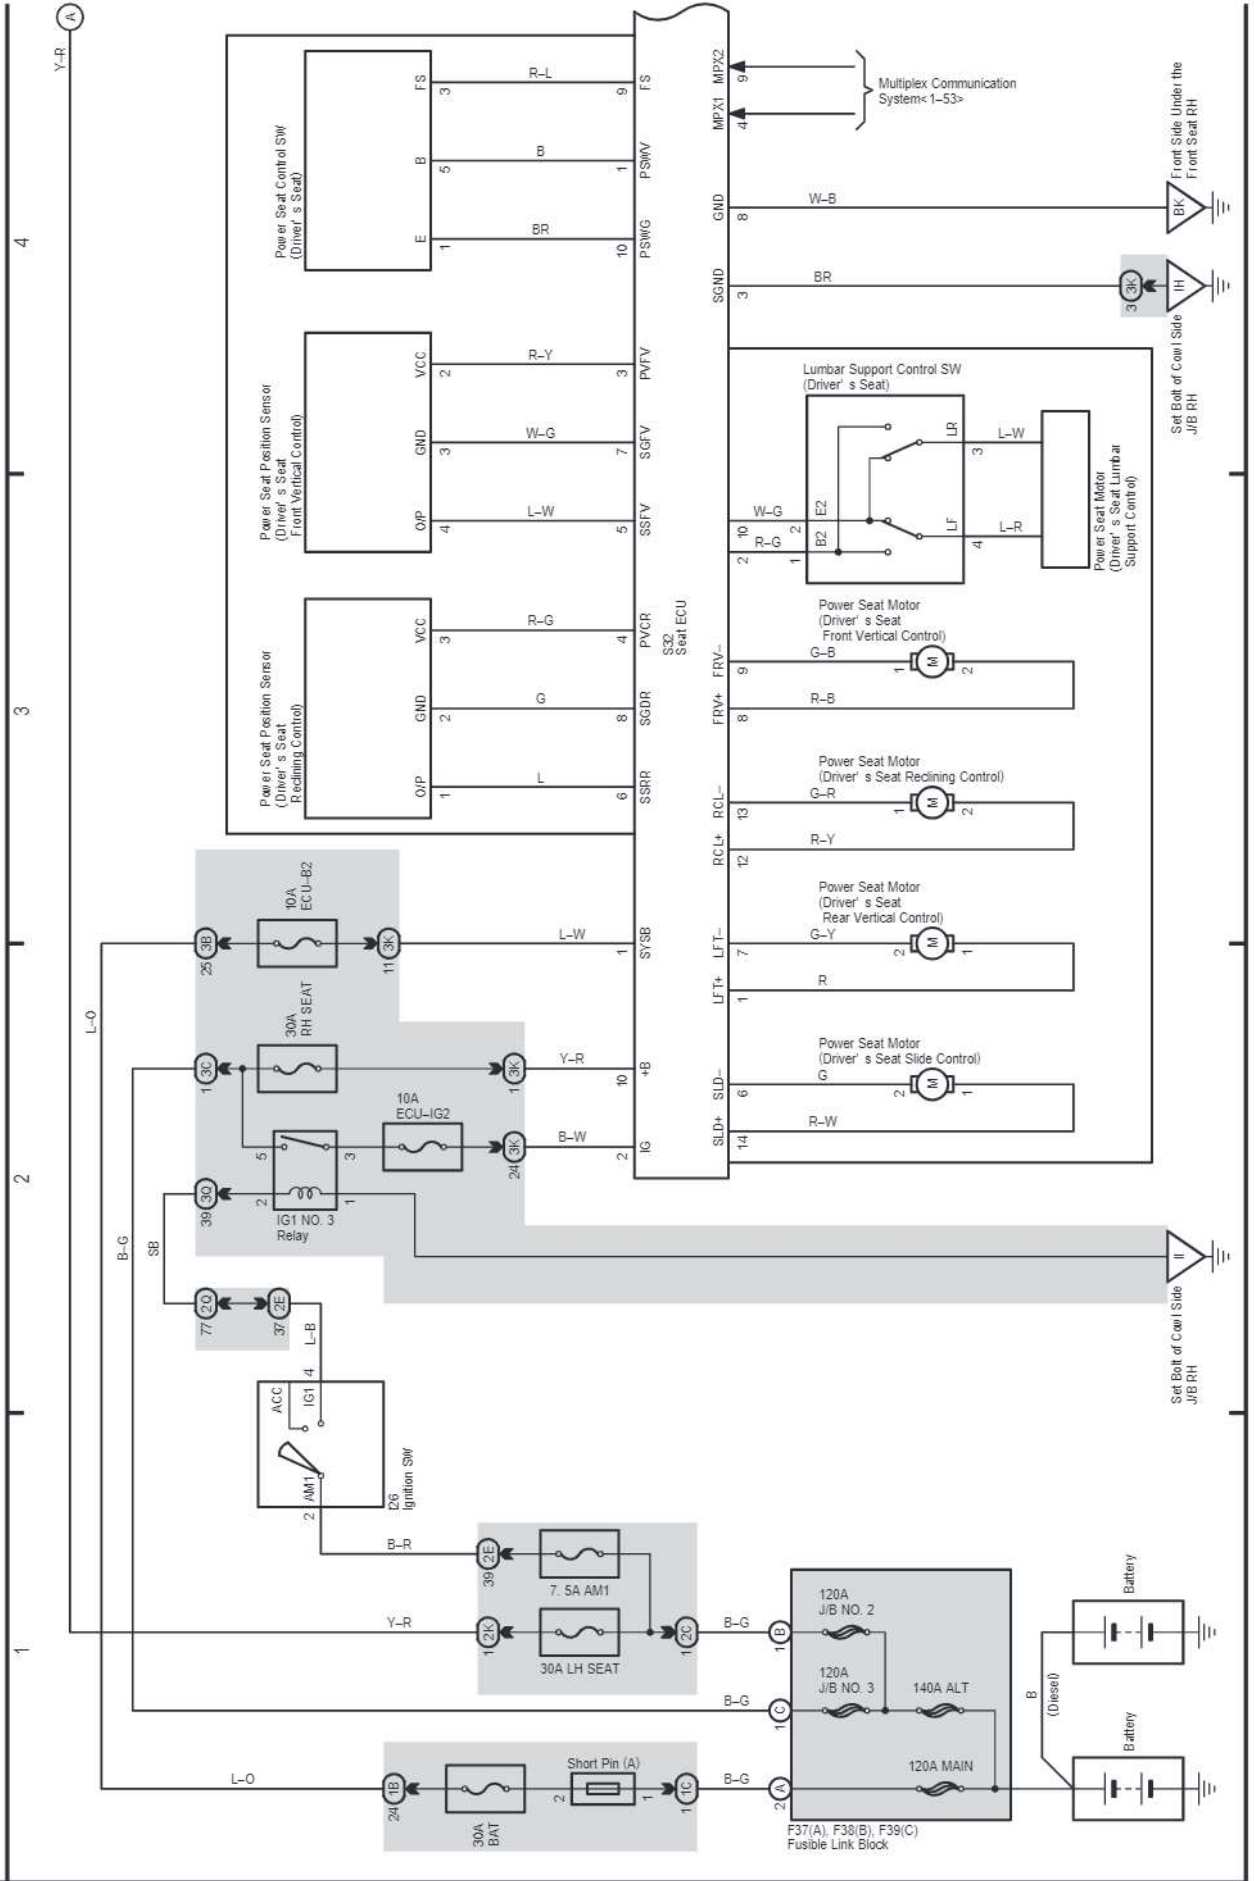 A
Y–R
4
3
2
1
Power Seat Control SW
(Driver’ s Seat)
FS
B
E
3
5
1
R–L
B
BR
9
1
10
FS
PSWV
PSWG
Power Seat Position Sensor
(Driver’ s Seat
Front Vertical Control)
VCC
GND
O/P
2
3
4
R–Y
W–G
L–W
3
7
5
PVFV
SGFV
SSFV
Power Seat Position Sensor
(Driver’ s Seat
Reclining Control)
VCC
GND
O/P
3
2
1
R–G
G
L
4
8
6
PVCR
SGDR
SSRR
S32
Seat ECU
MPX2
9
MPX1
4
Multiplex Communication
System<1–53>
GND
8
W–B
BK
Front Side Under the
Front Seat RH
SGND
3
BR
3
3K
IH
Set Bolt of Cowl Side
J/B RH
Lumbar Support Control SW
(Driver’ s Seat)
10
W–G
2
E2
2
R–G
1
B2
LR
3
L–W
LF
4
L–R
Power Seat Motor
(Driver’ s Seat Lumbar
Support Control)
Power Seat Motor
(Driver’ s Seat
Front Vertical Control)
FRV–
9
G–B
1
M
2
FRV+
8
R–B
Power Seat Motor
(Driver’ s Seat Reclining Control)
RCL–
13
G–R
1
M
2
RCL+
12
R–Y
Power Seat Motor
(Driver’ s Seat
Rear Vertical Control)
LFT–
7
G–Y
2
M
1
LFT+
1
R
Power Seat Motor
(Driver’ s Seat Slide Control)
SLD–
6
G
2
M
1
SLD+
14
R–W
L–O
25
3B
10A
ECU–B2
11
3K
L–W
1
SYSB
1
3C
30A
RH SEAT
1
3K
Y–R
10
+B
10A
ECU–IG2
24
3K
B–W
2
IG
5
3
2
1
IG1 NO. 3
Relay
39
3Q
B–G
SB
77
2Q
37
2E
L–B
4
ACC
IG1
AM1
2
I26
Ignition SW
II
Set Bolt of Cowl Side
J/B RH
B–R
39
2E
7. 5A AM1
Y–R
1
2K
30A LH SEAT
1
2C
B–G
1
B
120A
J/B NO. 2
B–G
1
C
120A
J/B NO. 3
140A ALT
L–O
24
1B
30A
BAT
Short Pin (A)
2
1
1
1C
B–G
2
A
120A MAIN
F37(A), F38(B), F39(C)
Fusible Link Block
B
(Diesel)
Battery
Battery